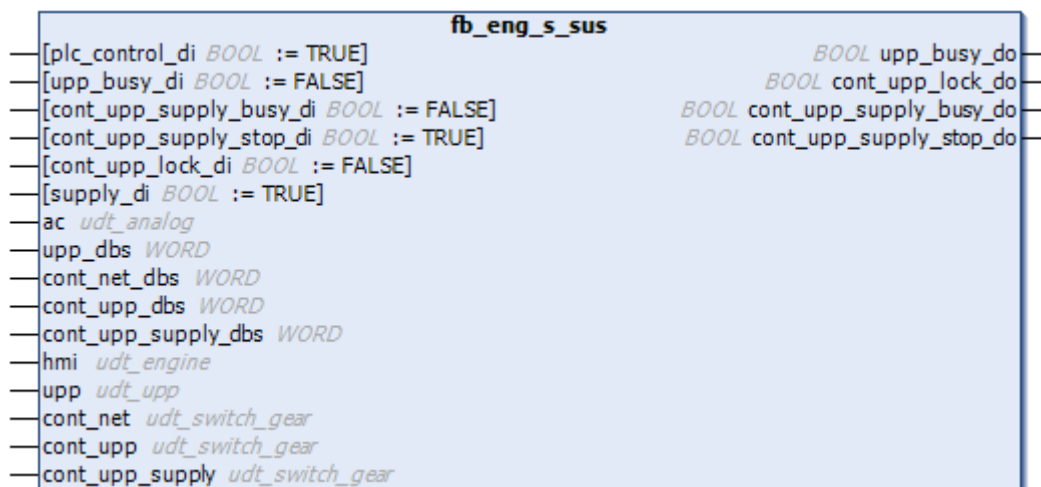 fb_eng_s_sus
[plc_control_di BOOL := TRUE] BOOL upp_busy_do
[upp_busy_di BOOL := FALSE] BOOL cont_upp_lock_do
[cont_upp_supply_busy_di BOOL := FALSE] BOOL cont_upp_supply_busy_do
[cont_upp_supply_stop_di BOOL := TRUE] BOOL cont_upp_supply_stop_do
[cont_upp_lock_di BOOL := FALSE]
[supply_di BOOL := TRUE]
ac udt_analog
upp_dbs WORD
cont_net_dbs WORD
cont_upp_dbs WORD
cont_upp_supply_dbs WORD
hmi udt_engine
upp udt_upp
cont_net udt_switch_gear
cont_upp udt_switch_gear
cont_upp_supply udt_switch_gear